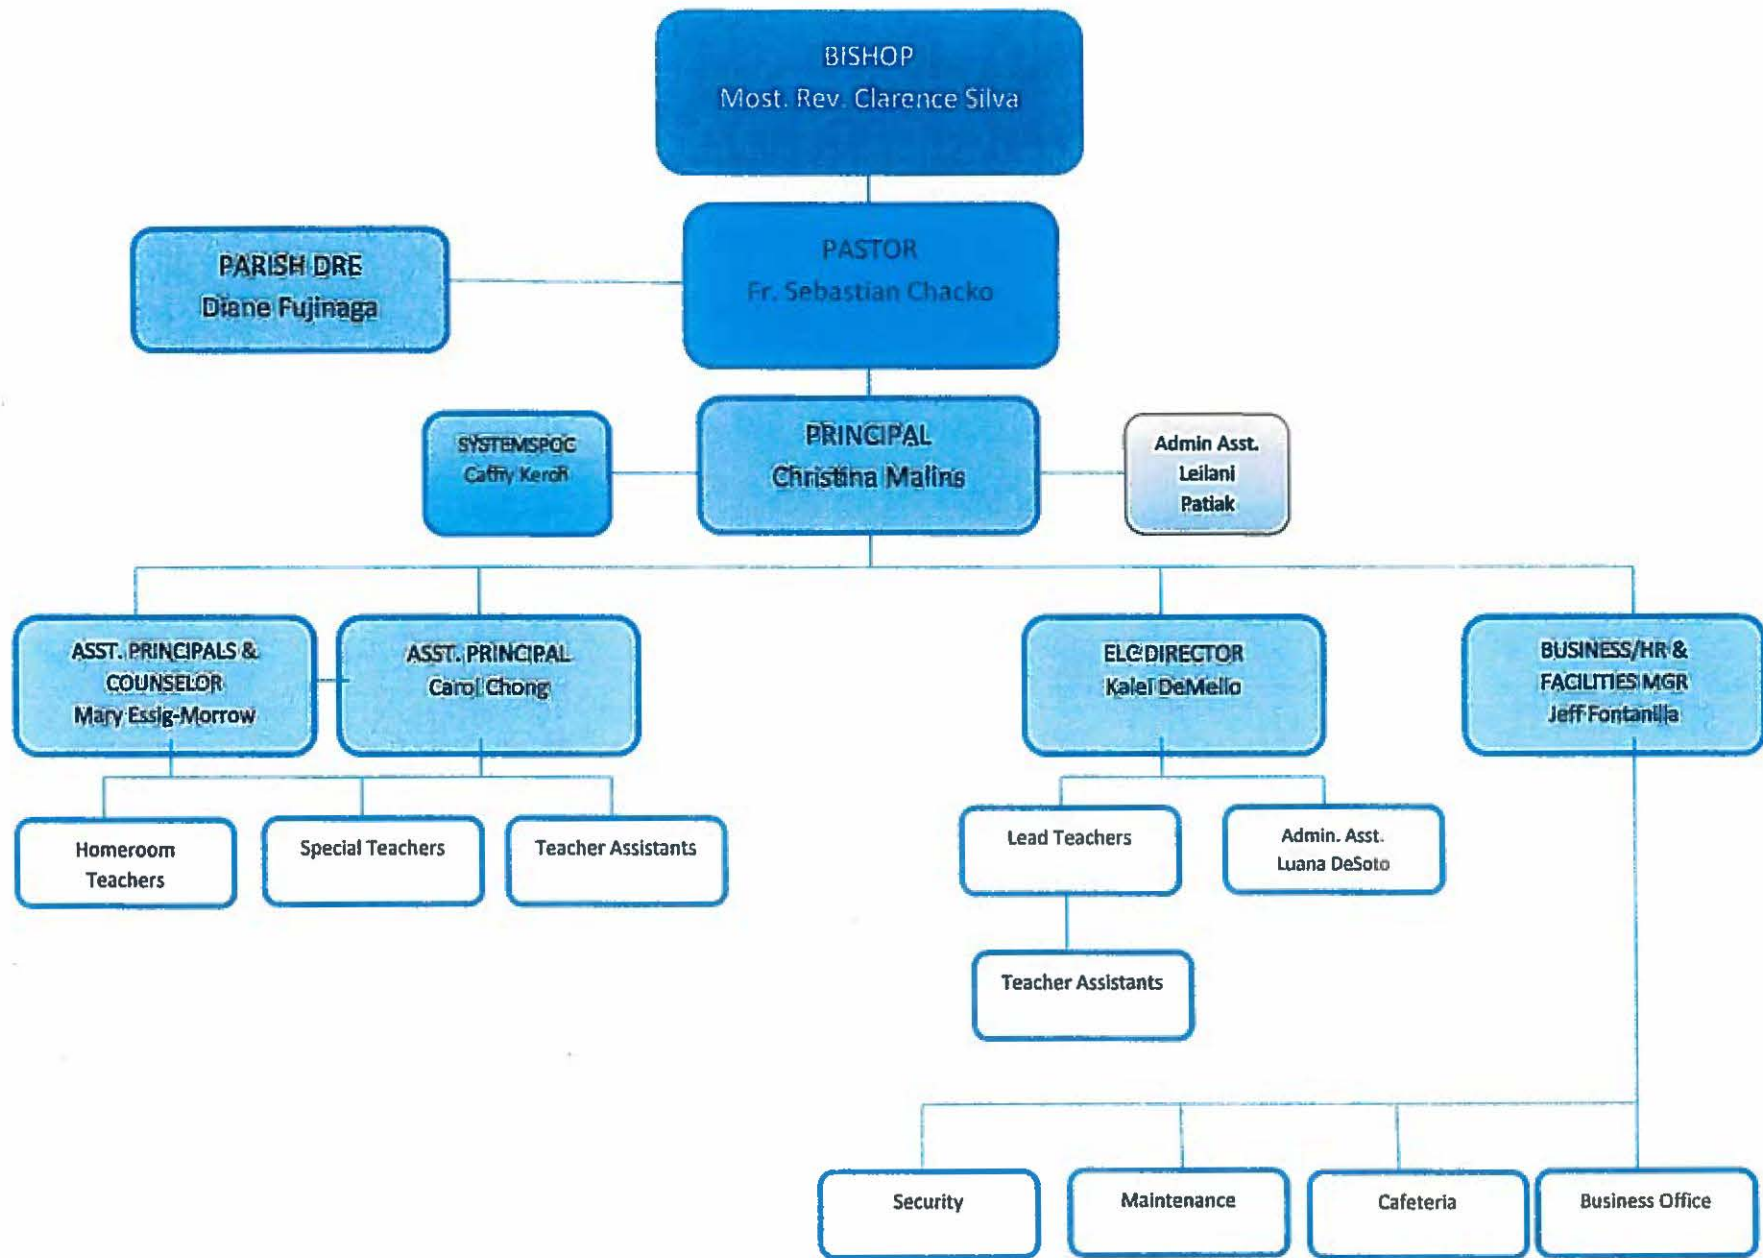 BISHOP
Most. Rev. Clarence Silva
PASTOR
Fr. Sebastian Chacko
PARISH DRE
Diane Fujinaga
PRINCIPAL
Christina Malins
SYSTEMSPOC
Cathy
Admin Asst.
Leilani
Patiak
ASST. PRINCIPALS &
COUNSELOR
Mary Essig-Morrow
ASST. PRINCIPAL
Carol Chong
ELC DIRECTOR
Kalei DeMello
BUSINESS/HR &
FACILITIES MGR
Jeff Fontanilla
Homeroom
Teachers
Special Teachers
Teacher Assistants
Lead Teachers
Admin. Asst.
Luana DeSoto
Teacher Assistants
Security
Maintenance
Cafeteria
Business Office